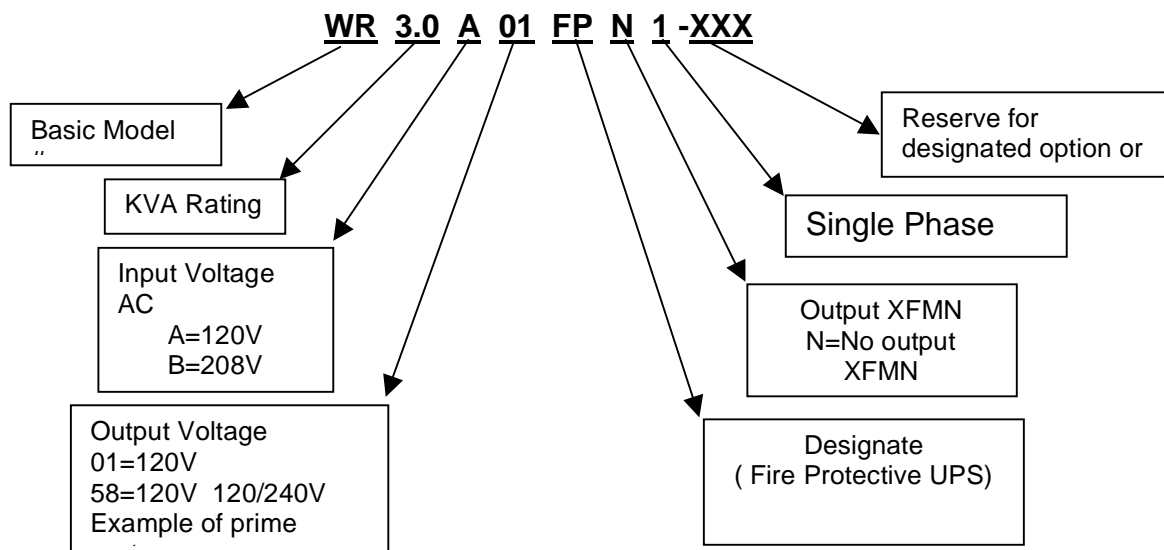 WR 3.0 A 01 FP N 1 -XXX
Basic Model
KVA Rating
Input Voltage
AC
A=120V
B=208V
Output Voltage
01=120V
58=120V 120/240V
Example of prime
Reserve for
designated option or
Single Phase
Output XFMN
N=No output
XFMN
Designate
( Fire Protective UPS)